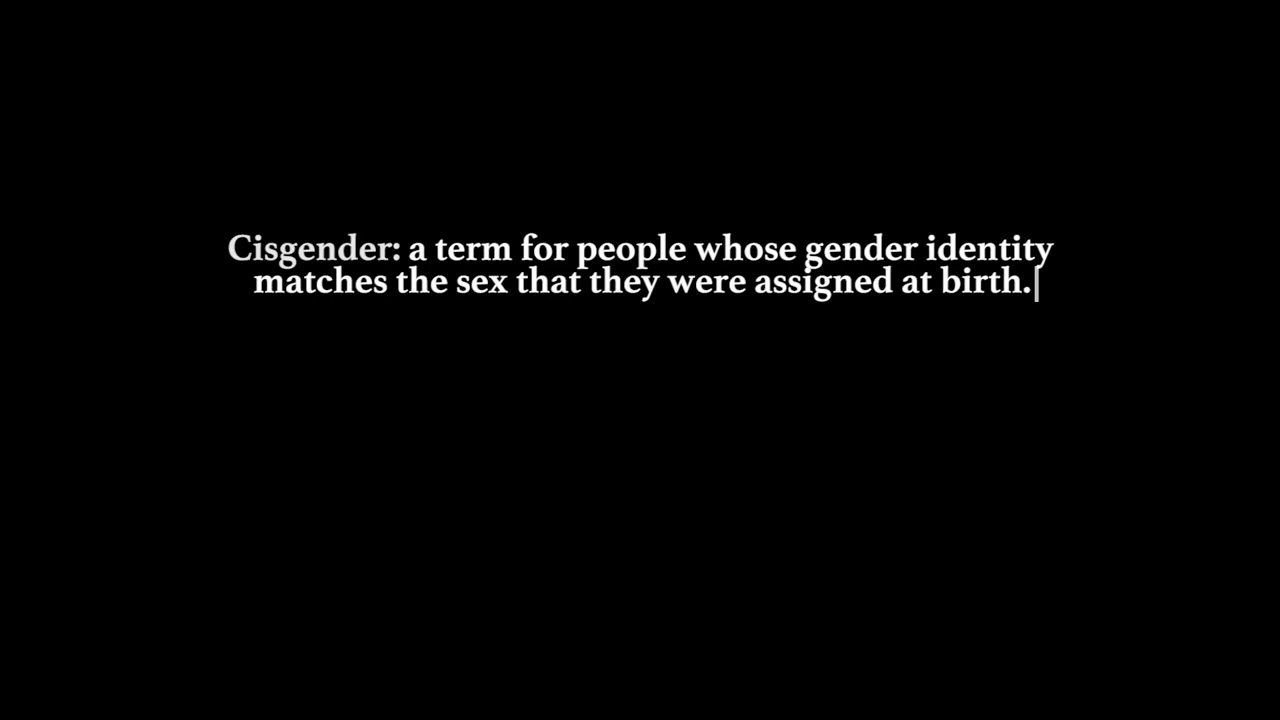 Cisgender: a term for people whose gender identity
matches the sex that they were assigned at birth.